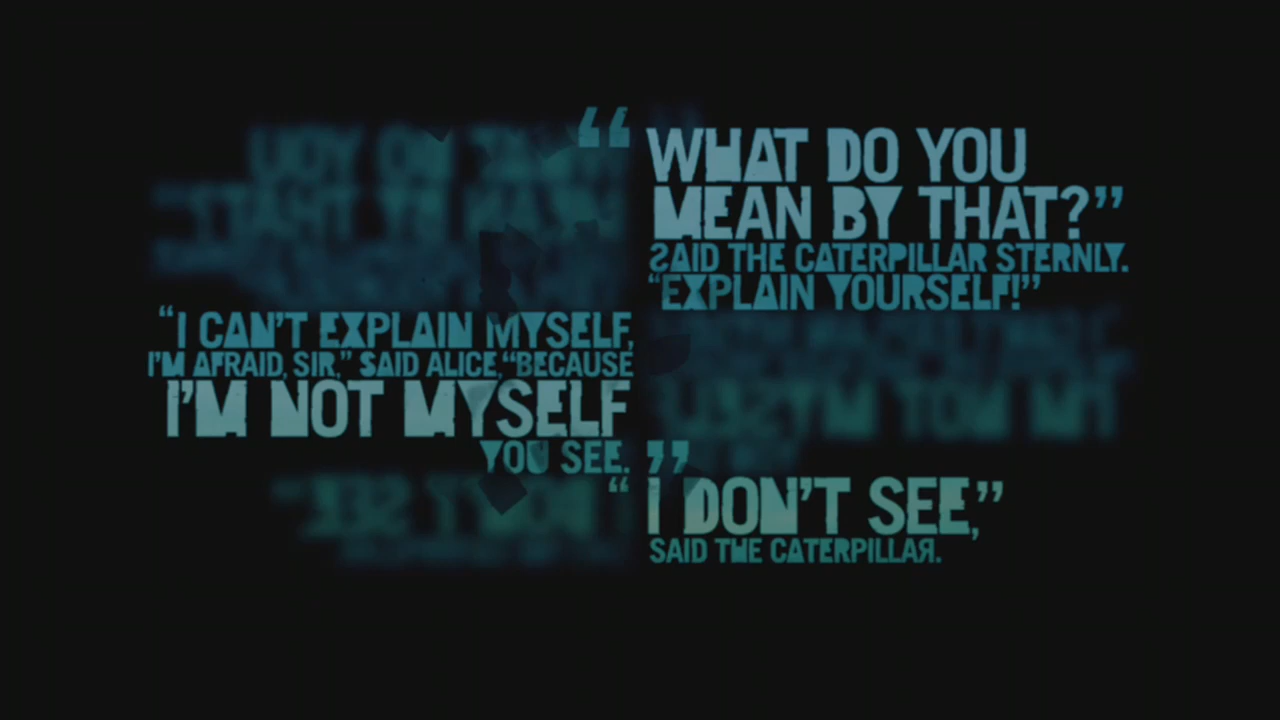 “WHAT DO YOU
MEAN BY THAT?”
SAID THE CATERPILLAR STERNLY.
“EXPLAIN YOURSELF!”
“I CAN’T EXPLAIN MYSELF,
I’M AFRAID, SIR,” SAID ALICE, “BECAUSE
I’M NOT MYSELF
YOU SEE.”
“I DON’T SEE,”
SAID THE CATERPILLAR.